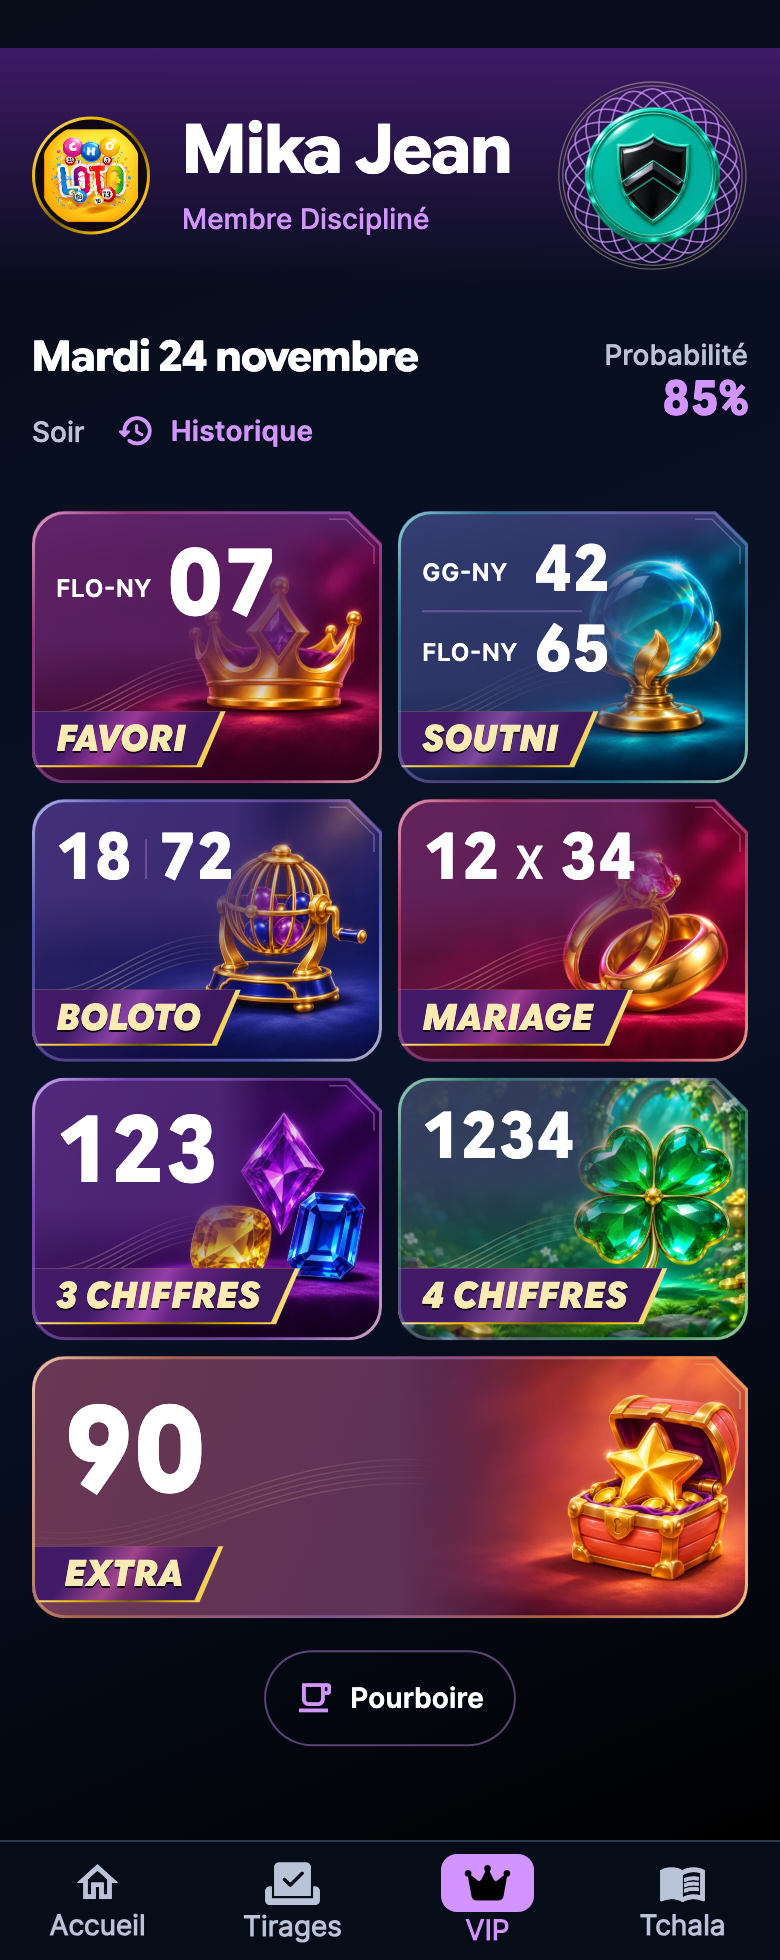 CHO
LOTO
Mika Jean
Membre Discipliné
Mardi 24 novembre
Probabilité
85%
Soir
Historique
FLO-NY 07
FAVORI
GG-NY 42
FLO-NY 65
SOUTNI
18 72
BOLOTO
12 x 34
MARIAGE
123
3 CHIFFRES
1234
4 CHIFFRES
90
EXTRA
Pourboire
Accueil
Tirages
VIP
Tchala